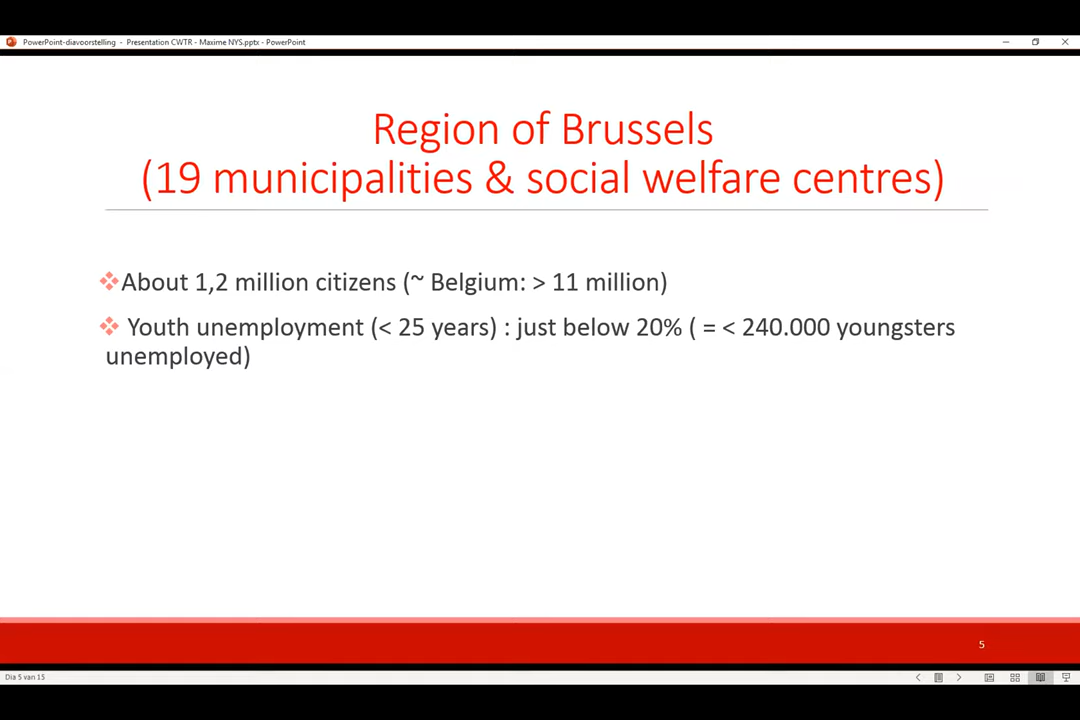 PowerPoint-diavoorstelling - Presentation CWTR - Maxime NYS.pptx - PowerPoint
Region of Brussels
(19 municipalities & social welfare centres)
About 1,2 million citizens (~ Belgium: > 11 million)
Youth unemployment (< 25 years) : just below 20% ( = < 240.000 youngsters
unemployed)
5
Dia 5 van 15